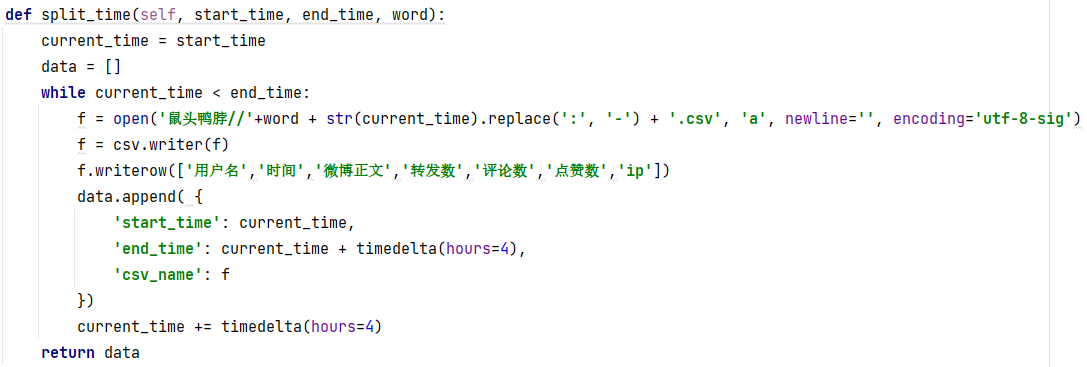 def split_time(self, start_time, end_time, word):
    current_time = start_time
    data = []
    while current_time < end_time:
        f = open('鼠头鸭脖//'+word + str(current_time).replace(':', '-') + '.csv', 'a', newline='', encoding='utf-8-sig')
        f = csv.writer(f)
        f.writerow(['用户名','时间','微博正文','转发数','评论数','点赞数','ip'])
        data.append( {
            'start_time': current_time,
            'end_time': current_time + timedelta(hours=4),
            'csv_name': f
        })
        current_time += timedelta(hours=4)
    return data